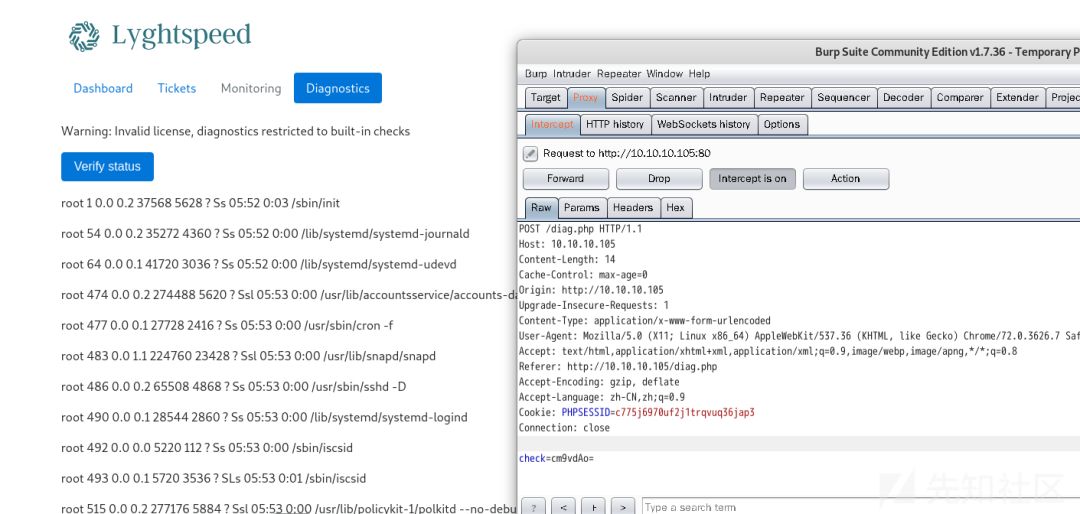 Lyghtspeed
Dashboard Tickets Monitoring Diagnostics
Warning: Invalid license, diagnostics restricted to built-in checks
Verify status
root 1 0.0 0.2 37568 5628 ? Ss 05:52 0:03 /sbin/init
root 54 0.0 0.2 35272 4360 ? Ss 05:52 0:00 /lib/systemd/systemd-journald
root 64 0.0 0.1 41720 3036 ? Ss 05:52 0:00 /lib/systemd/systemd-udevd
root 474 0.0 0.2 274488 5620 ? Ssl 05:53 0:00 /usr/lib/accountsservice/accounts-da
root 477 0.0 0.1 27728 2416 ? Ss 05:53 0:00 /usr/sbin/cron -f
root 483 0.0 1.1 224760 23428 ? Ssl 05:53 0:00 /usr/lib/snapd/snapd
root 486 0.0 0.2 65508 4868 ? Ss 05:53 0:00 /usr/sbin/sshd -D
root 490 0.0 0.1 28544 2860 ? Ss 05:53 0:00 /lib/systemd/systemd-logind
root 492 0.0 0.0 5220 112 ? Ss 05:53 0:00 /sbin/iscsid
root 493 0.0 0.1 5720 3536 ? SLs 05:53 0:01 /sbin/iscsid
root 515 0.0 0.2 277176 5884 ? Ssl 05:53 0:00 /usr/lib/policykit-1/polkitd --no-debu
Burp Suite Community Edition v1.7.36 - Temporary P
Burp Intruder Repeater Window Help
Target Proxy Spider Scanner Intruder Repeater Sequencer Decoder Comparer Extender Projec
Intercept HTTP history WebSockets history Options
Request to http://10.10.10.105:80
Forward Drop Intercept is on Action
Raw Params Headers Hex
POST /diag.php HTTP/1.1
Host: 10.10.10.105
Content-Length: 14
Cache-Control: max-age=0
Origin: http://10.10.10.105
Upgrade-Insecure-Requests: 1
Content-Type: application/x-www-form-urlencoded
User-Agent: Mozilla/5.0 (X11; Linux x86_64) AppleWebKit/537.36 (KHTML, like Gecko) Chrome/72.0.3626.7 Saf
Accept: text/html,application/xhtml+xml,application/xml;q=0.9,image/webp,image/apng,*/*;q=0.8
Referer: http://10.10.10.105/diag.php
Accept-Encoding: gzip, deflate
Accept-Language: zh-CN,zh;q=0.9
Cookie: PHPSESSID=c775j6970uf2j1trqvuq36jap3
Connection: close
check=cm9vdAo=
? < + > Type a search term
先知社区